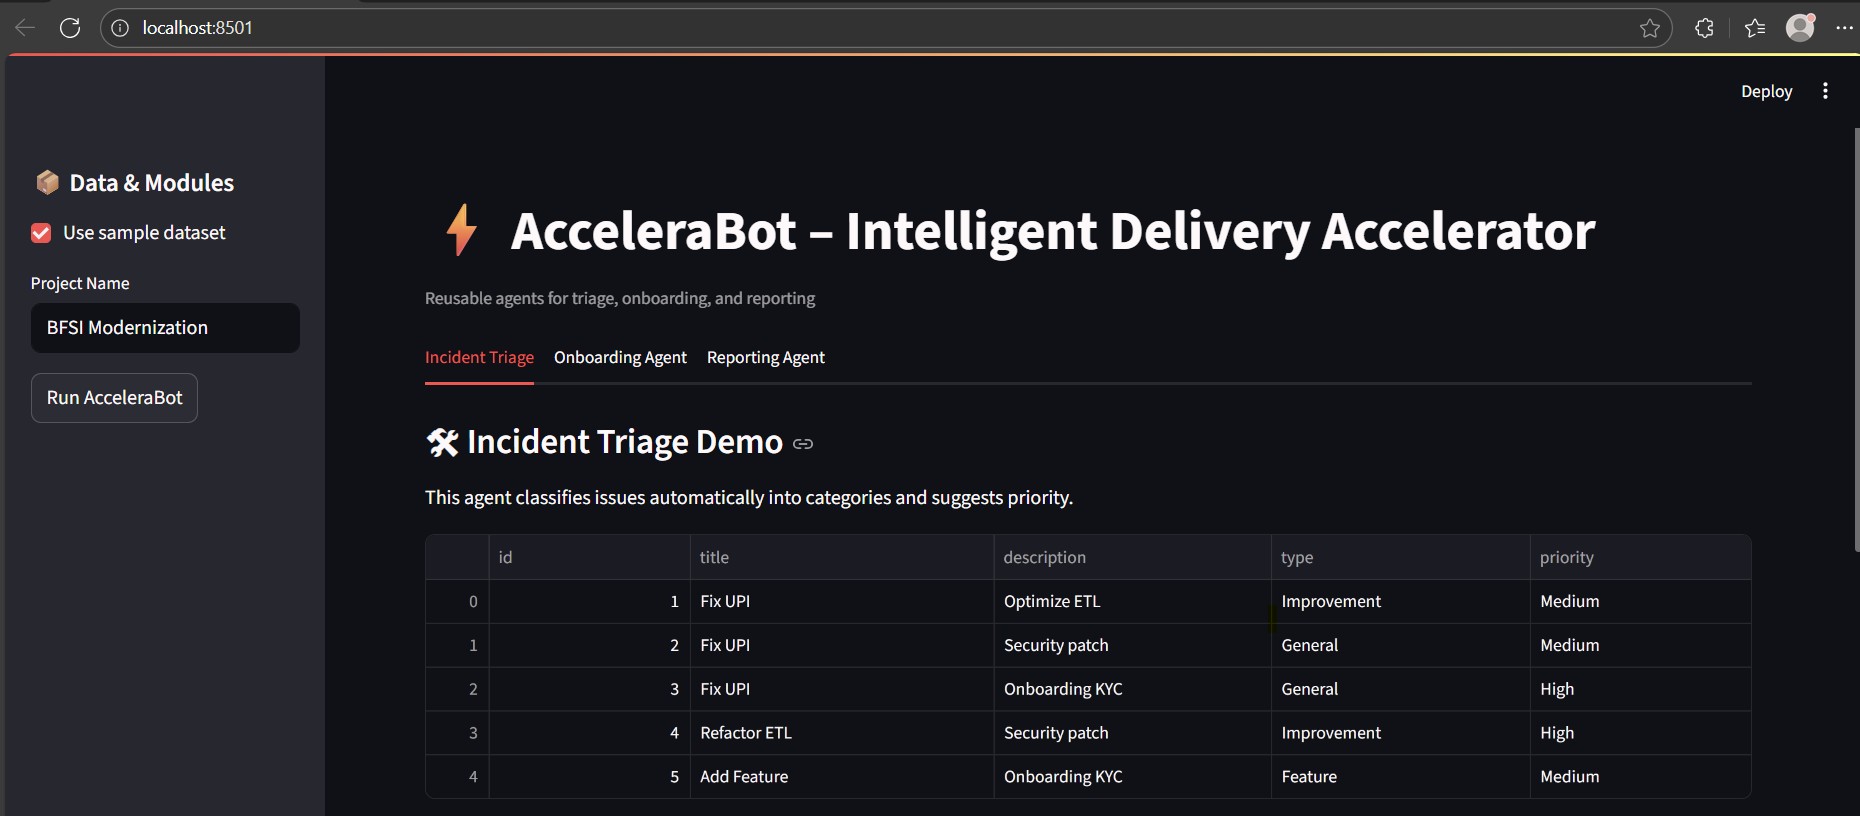 localhost:8501
Deploy
📦 Data & Modules
Use sample dataset
Project Name
BFSI Modernization
Run AcceleraBot
⚡ AcceleraBot – Intelligent Delivery Accelerator
Reusable agents for triage, onboarding, and reporting
Incident Triage Onboarding Agent Reporting Agent
🛠 Incident Triage Demo
This agent classifies issues automatically into categories and suggests priority.
id title description type priority
0 1 Fix UPI Optimize ETL Improvement Medium
1 2 Fix UPI Security patch General Medium
2 3 Fix UPI Onboarding KYC General High
3 4 Refactor ETL Security patch Improvement High
4 5 Add Feature Onboarding KYC Feature Medium